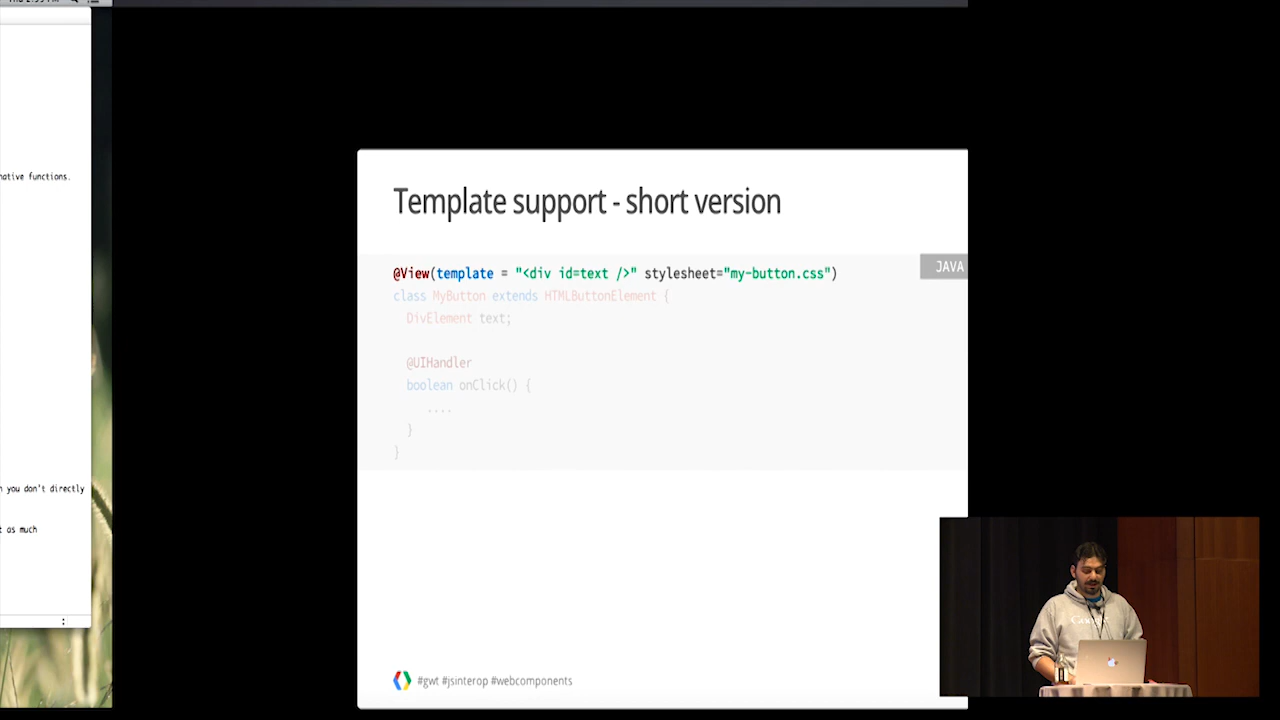 native functions.
n you don't directly
t as much
:
Template support - short version
JAVA
@View(template = "<div id=text />" stylesheet="my-button.css")
class MyButton extends HTMLButtonElement {
DivElement text;
@UIHandler
boolean onClick() {
....
}
}
#gwt #jsinterop #webcomponents
Google